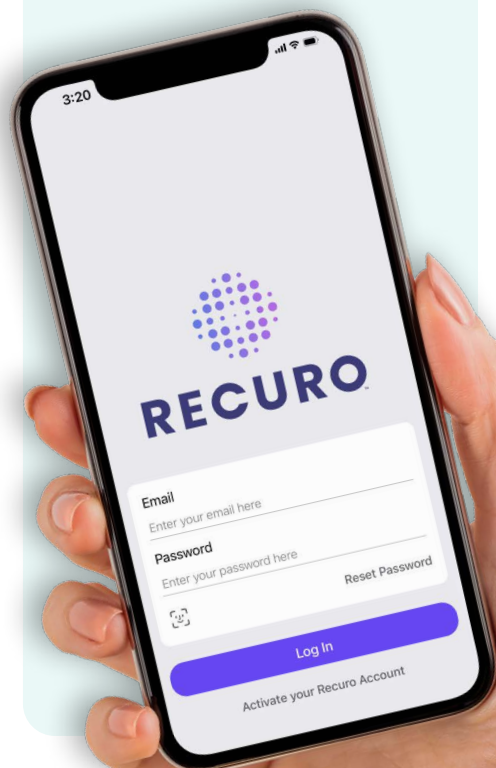 3:20
RECURO
Email
Enter your email here
Password
Enter your password here
Reset Password
Log In
Activate your Recuro Account